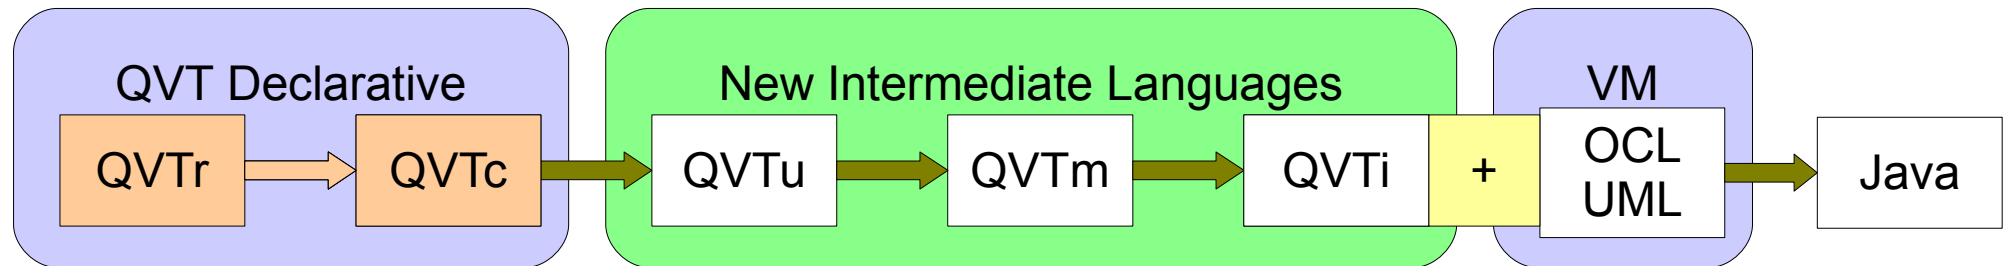 QVT Declarative
New Intermediate Languages
VM
QVTr
QVTc
QVTu
QVTm
QVTi
+
OCL
UML
Java